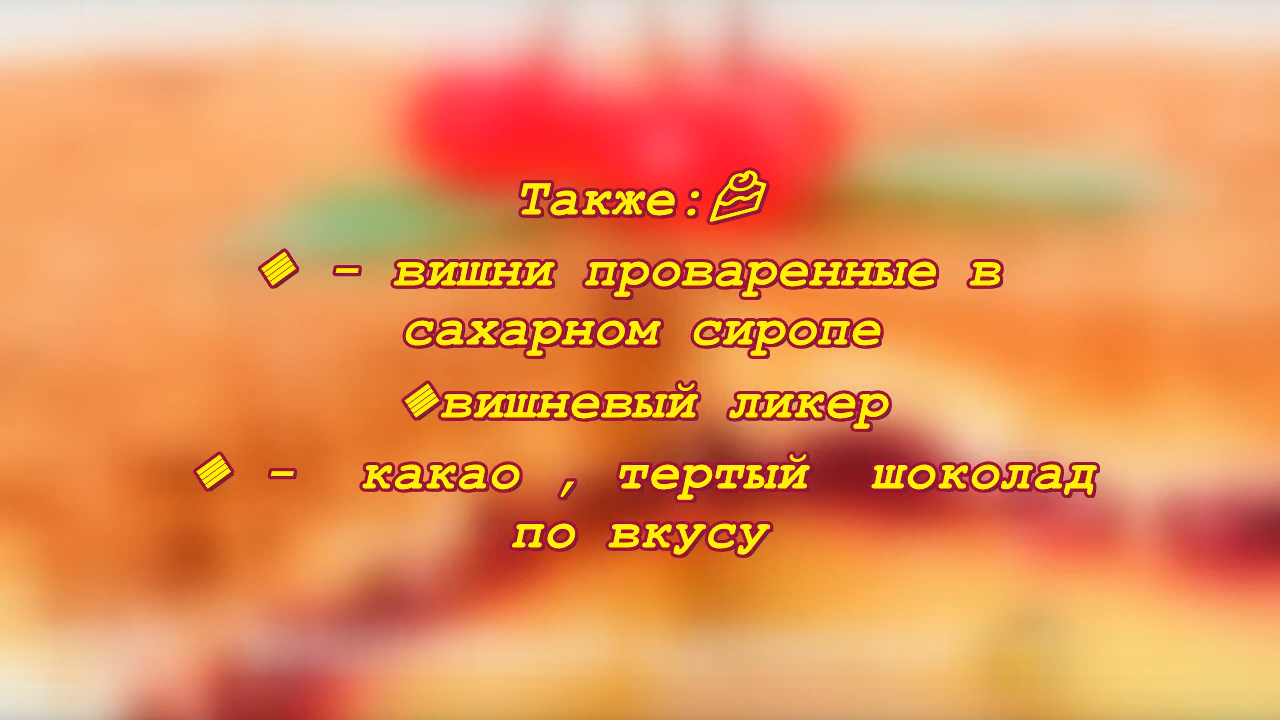 Также:🍰
🔸 - вишни проваренные в
сахарном сиропе
🔸вишневый ликер
🔸 -  какао , тертый  шоколад
по вкусу